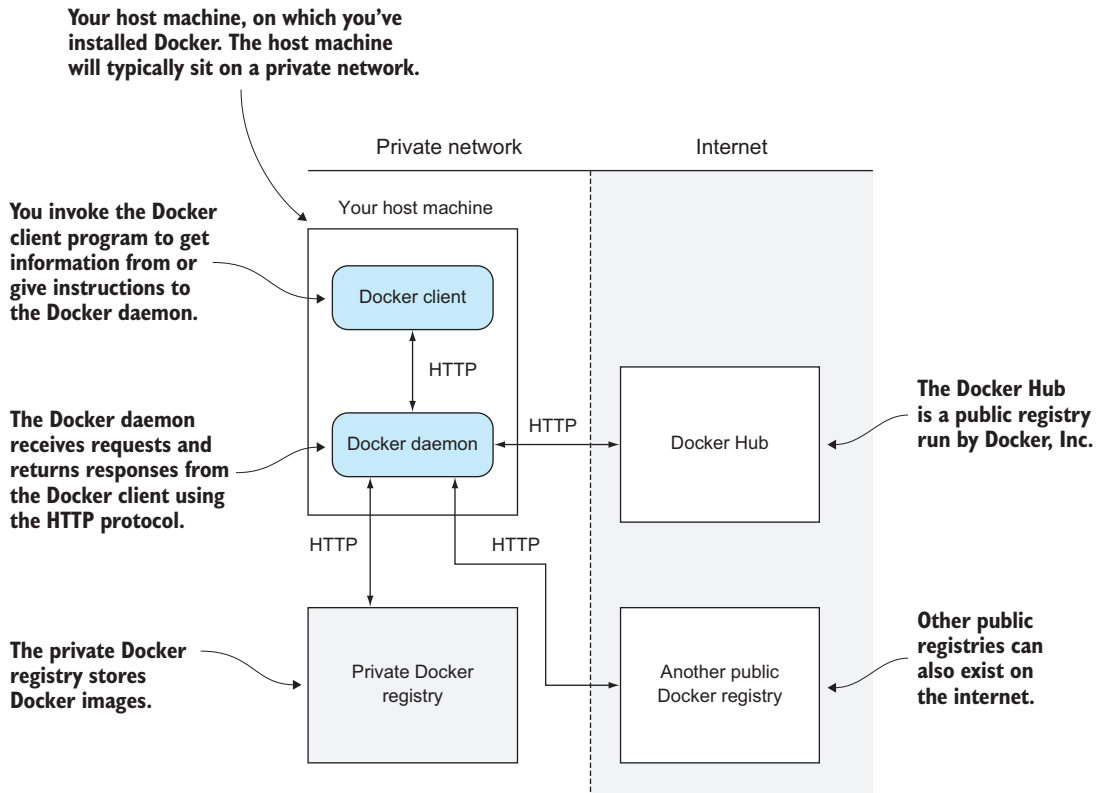 Your host machine, on which you've
installed Docker. The host machine
will typically sit on a private network.
Private network
Internet
You invoke the Docker
client program to get
information from or
give instructions to
the Docker daemon.
Your host machine
Docker client
HTTP
The Docker daemon
receives requests and
returns responses from
the Docker client using
the HTTP protocol.
Docker daemon
HTTP
Docker Hub
The Docker Hub
is a public registry
run by Docker, Inc.
HTTP
HTTP
The private Docker
registry stores
Docker images.
Private Docker
registry
Another public
Docker registry
Other public
registries can
also exist on
the internet.